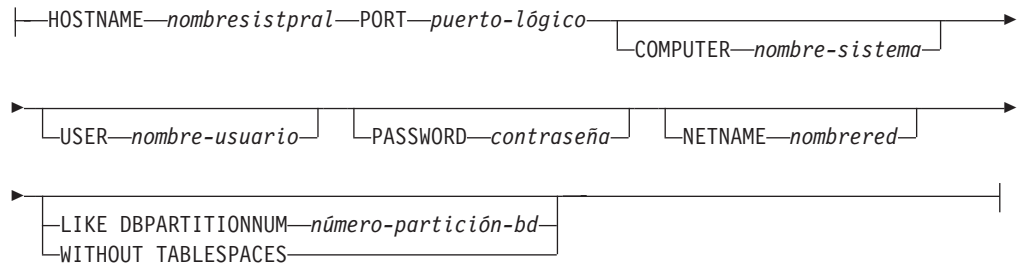 HOSTNAME nombresistpral PORT puerto-lógico
COMPUTER nombre-sistema
USER nombre-usuario PASSWORD contraseña NETNAME nombrered
LIKE DBPARTITIONNUM número-partición-bd
WITHOUT TABLESPACES